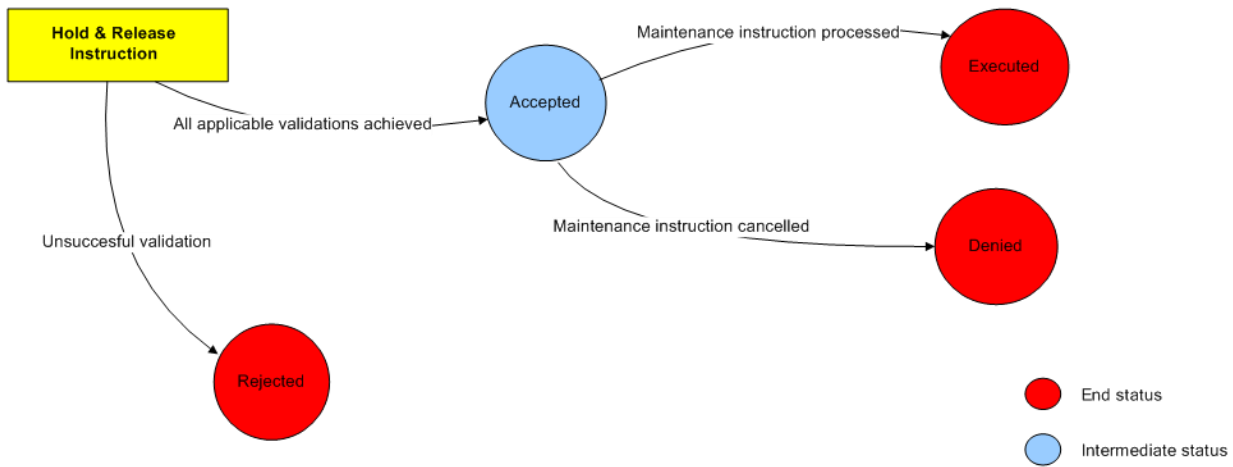 Hold & Release
Instruction
Maintenance instruction processed
Executed
Accepted
All applicable validations achieved
Maintenance instruction cancelled
Denied
Unsuccesful validation
Rejected
End status
Intermediate status